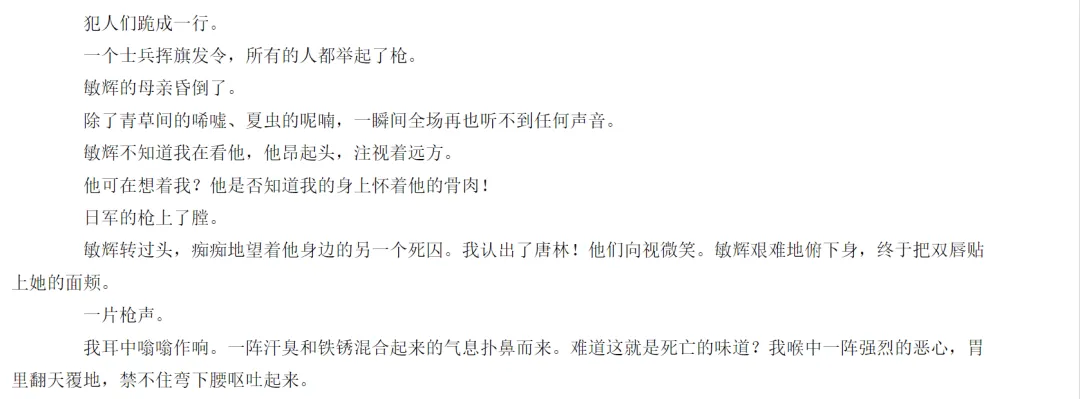 犯人们跪成一行。
一个士兵挥旗发令，所有的人都举起了枪。
敏辉的母亲昏倒了。
除了青草间的唏嘘、夏虫的呢喃，一瞬间全场再也听不到任何声音。
敏辉不知道我在看他，他昂起头，注视着远方。
他可在想着我？他是否知道我的身上怀着他的骨肉！
日军的枪上了膛。
敏辉转过头，痴痴地望着他身边的另一个死囚。我认出了唐林！他们向视微笑。敏辉艰难地俯下身，终于把双唇贴
上她的面颊。
一片枪声。
我耳中嗡嗡作响。一阵汗臭和铁锈混合起来的气息扑鼻而来。难道这就是死亡的味道？我喉中一阵强烈的恶心，胃
里翻天覆地，禁不住弯下腰呕吐起来。